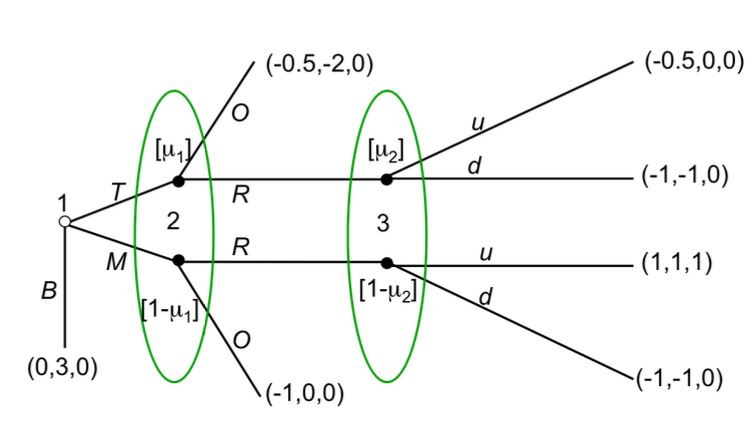 (-0.5,-2,0)
(-0.5,0,0)
O
u
[μ₁]
[μ₂]
d
(-1,-1,0)
T
R
1
2
3
M
R
u
(1,1,1)
B
[1-μ₁]
[1-μ₂]
d
O
(0,3,0)
(-1,0,0)
(-1,-1,0)